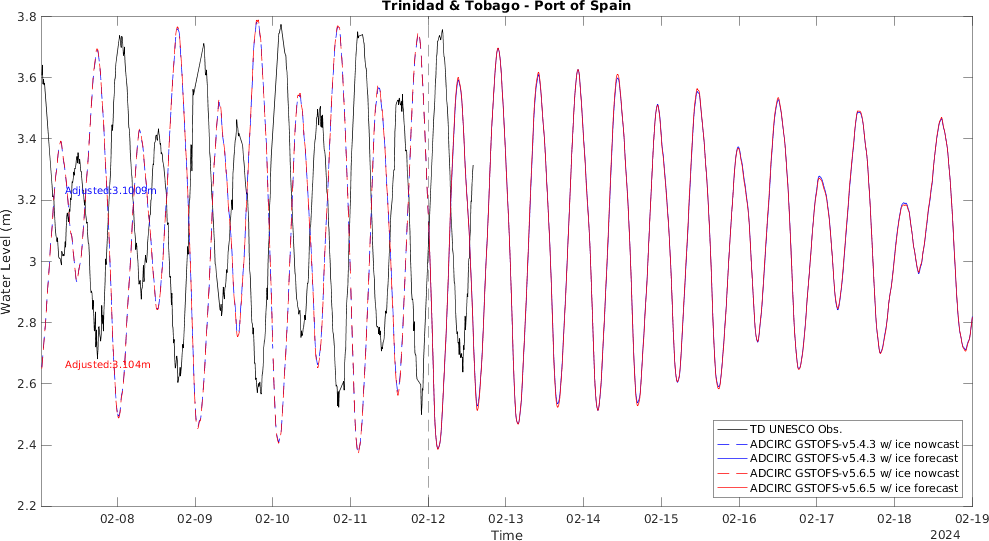 Trinidad & Tobago - Port of Spain
3.8
3.6
3.4
3.2
3
2.8
2.6
2.4
2.2
Water Level (m)
Adjusted:3.1009m
Adjusted:3.104m
TD UNESCO Obs.
ADCIRC GSTOFS-v5.4.3 w/ ice nowcast
ADCIRC GSTOFS-v5.4.3 w/ ice forecast
ADCIRC GSTOFS-v5.6.5 w/ ice nowcast
ADCIRC GSTOFS-v5.6.5 w/ ice forecast
02-08 02-09 02-10 02-11 02-12 02-13 02-14 02-15 02-16 02-17 02-18 02-19
Time
2024